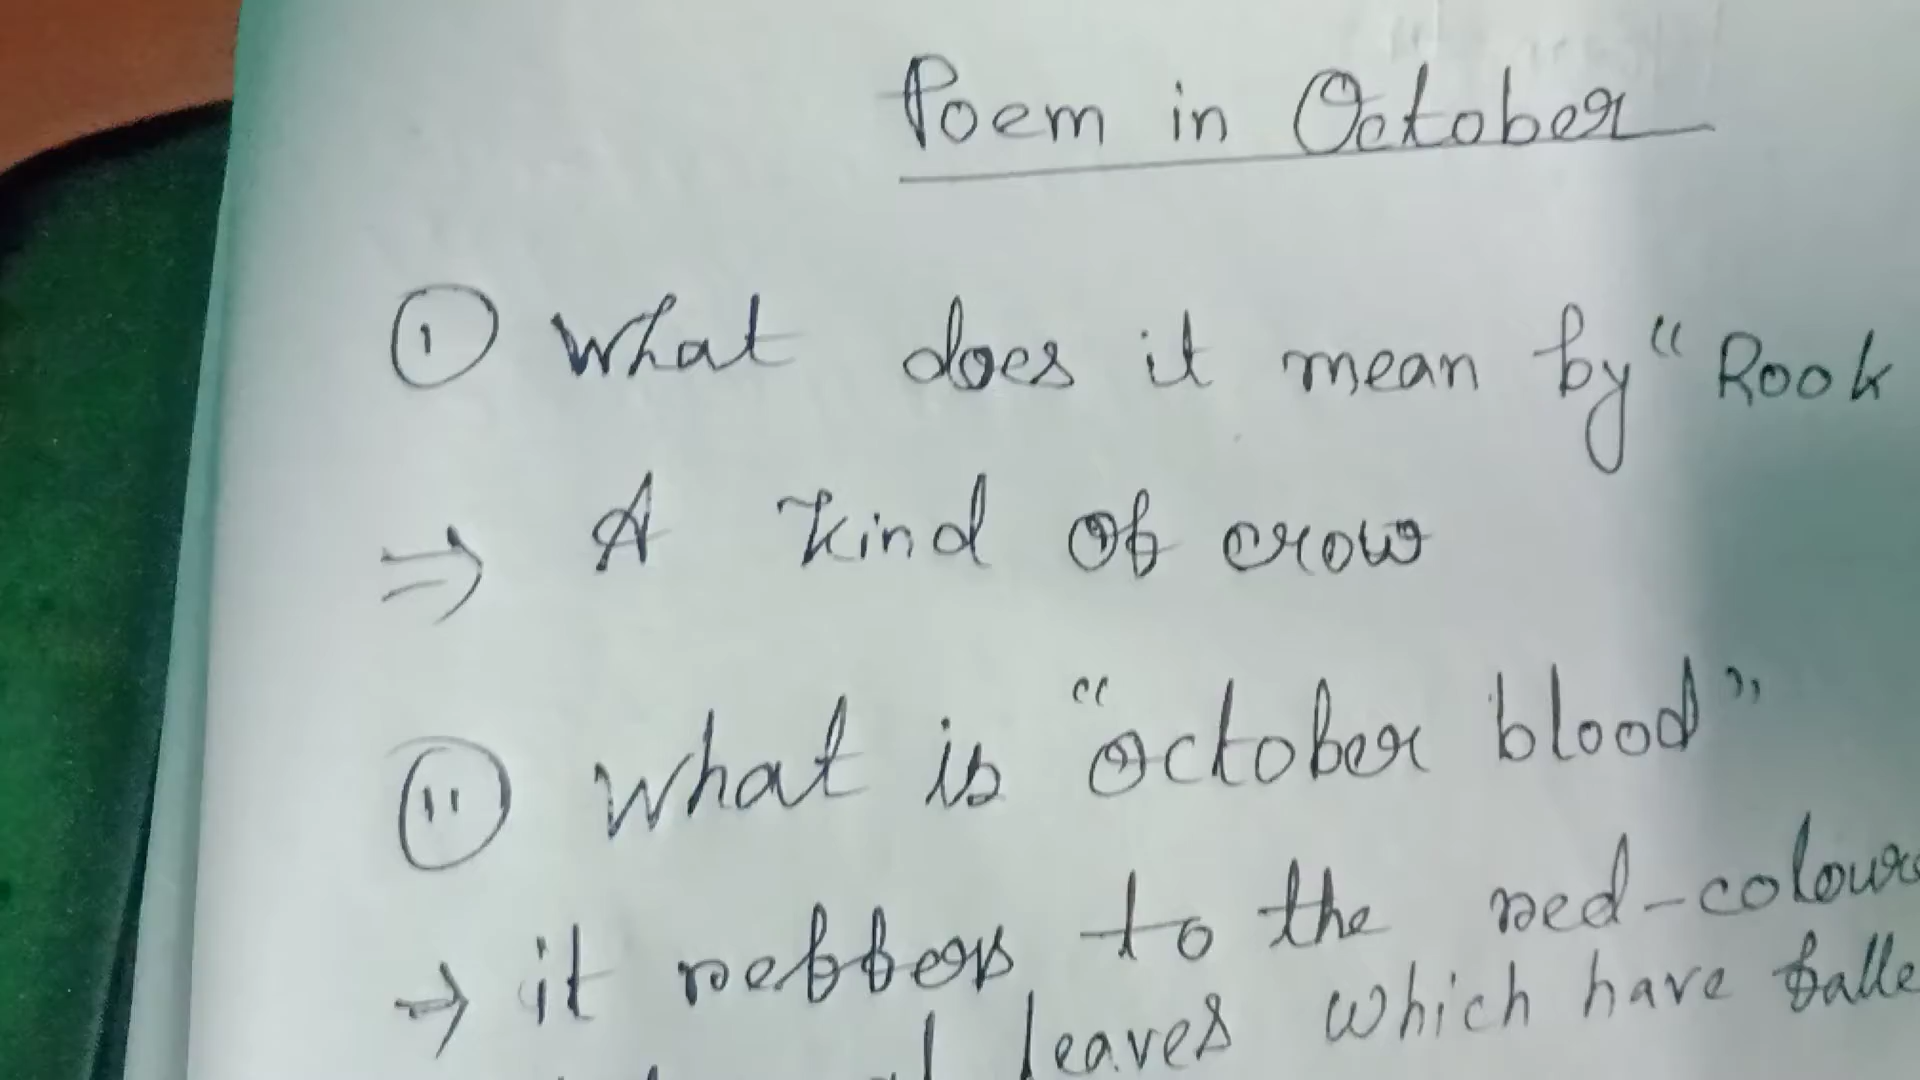 Poem in October
① What does it mean by “Rook
⇒ A kind of crow
⑪ What is “October blood”
→ it reffers to the red-colour
leaves which have falle